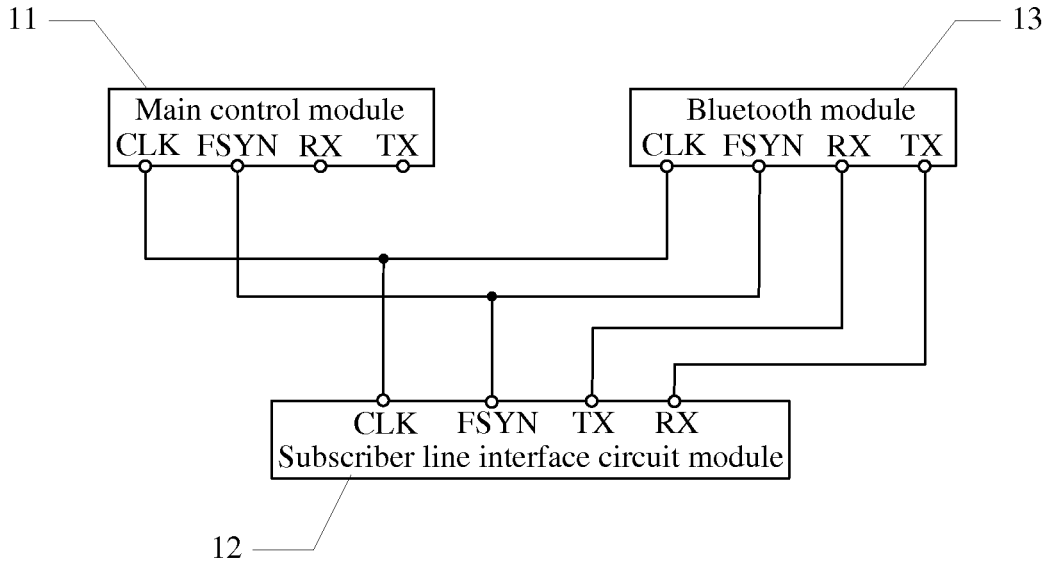 11
13
Main control module
CLK FSYN RX TX
Bluetooth module
CLK FSYN RX TX
CLK FSYN TX RX
Subscriber line interface circuit module
12